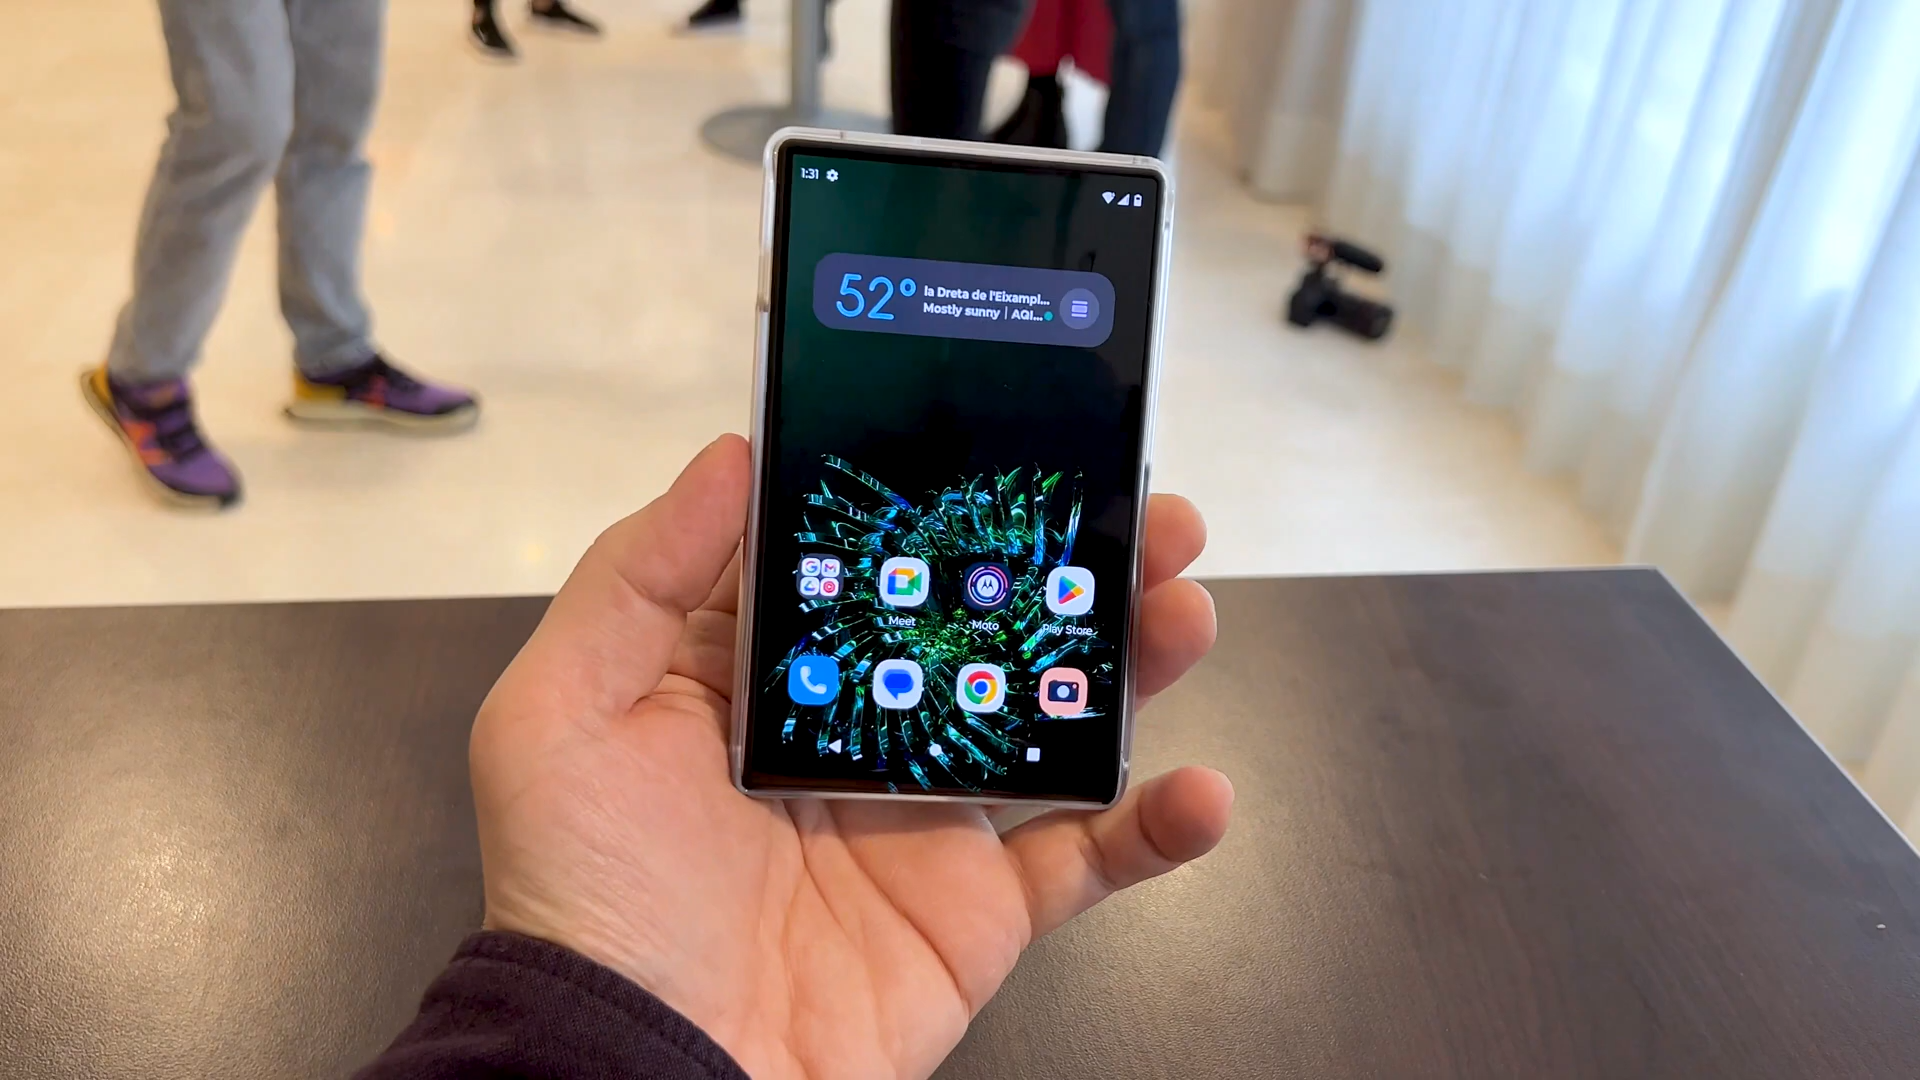 1:31
52°
la Dreta de l'Eixampl...
Mostly sunny | AQI...
Meet
Moto
Play Store